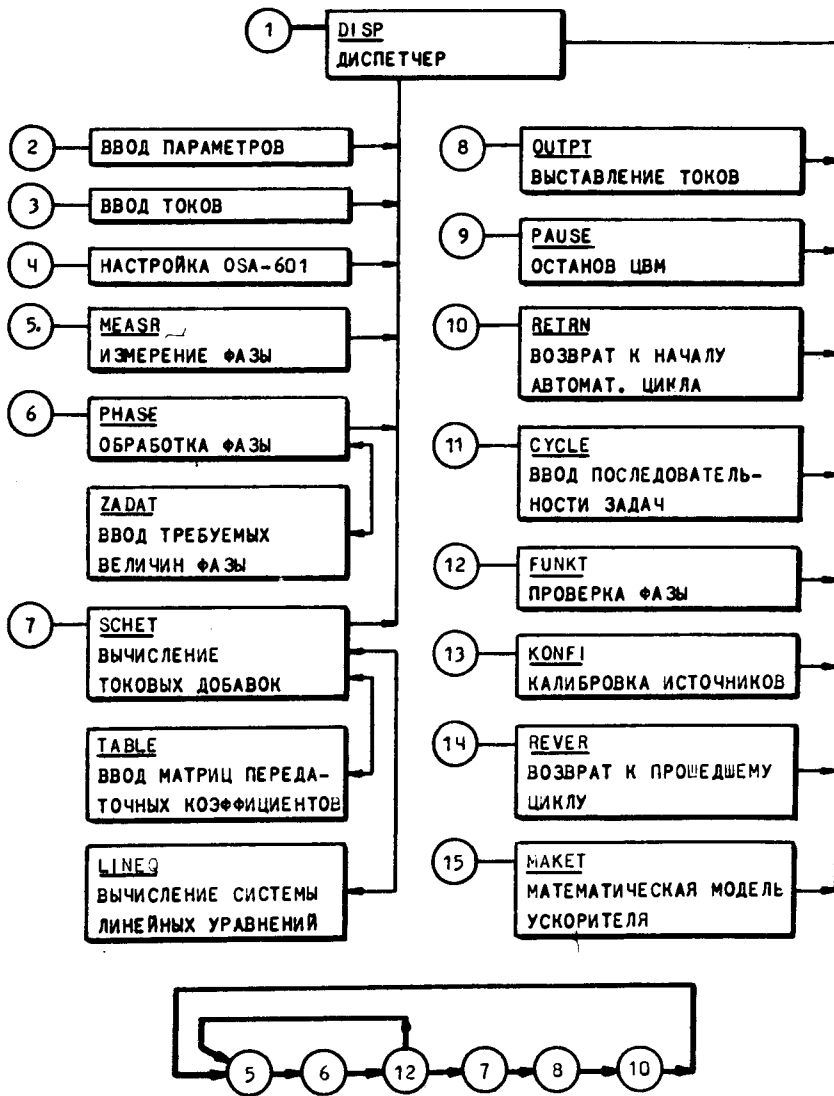 1
DISP
ДИСПЕТЧЕР
2
ВВОД ПАРАМЕТРОВ
3
ВВОД ТОКОВ
4
НАСТРОЙКА OSA-601
5.
MEASR
ИЗМЕРЕНИЕ ФАЗЫ
6
PHASE
ОБРАБОТКА ФАЗЫ
ZADAT
ВВОД ТРЕБУЕМЫХ
ВЕЛИЧИН ФАЗЫ
7
SCHET
ВЫЧИСЛЕНИЕ
ТОКОВЫХ ДОБАВОК
TABLE
ВВОД МАТРИЦ ПЕРЕДА-
ТОЧНЫХ КОЭФФИЦИЕНТОВ
LINEQ
ВЫЧИСЛЕНИЕ СИСТЕМЫ
ЛИНЕЙНЫХ УРАВНЕНИЙ
8
OUTPT
ВЫСТАВЛЕНИЕ ТОКОВ
9
PAUSE
ОСТАНОВ ЦВМ
10
RETRN
ВОЗВРАТ К НАЧАЛУ
АВТОМАТ. ЦИКЛА
11
CYCLE
ВВОД ПОСЛЕДОВАТЕЛЬ-
НОСТИ ЗАДАЧ
12
FUNKT
ПРОВЕРКА ФАЗЫ
13
KONFI
КАЛИБРОВКА ИСТОЧНИКОВ
14
REVER
ВОЗВРАТ К ПРОШЕДШЕМУ
ЦИКЛУ
15
MAKET
МАТЕМАТИЧЕСКАЯ МОДЕЛЬ
УСКОРИТЕЛЯ
5 6 12 7 8 10